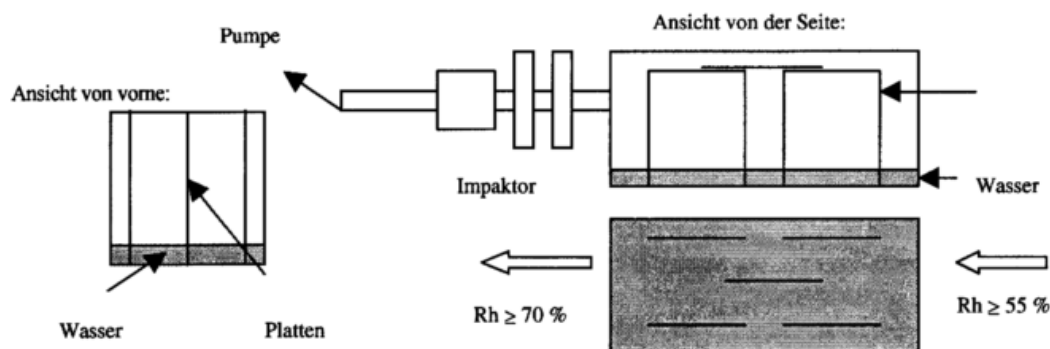 Ansicht von der Seite:
Pumpe
Ansicht von vorne:
Impaktor
Wasser
Rh ≥ 70 %
Rh ≥ 55 %
Wasser
Platten